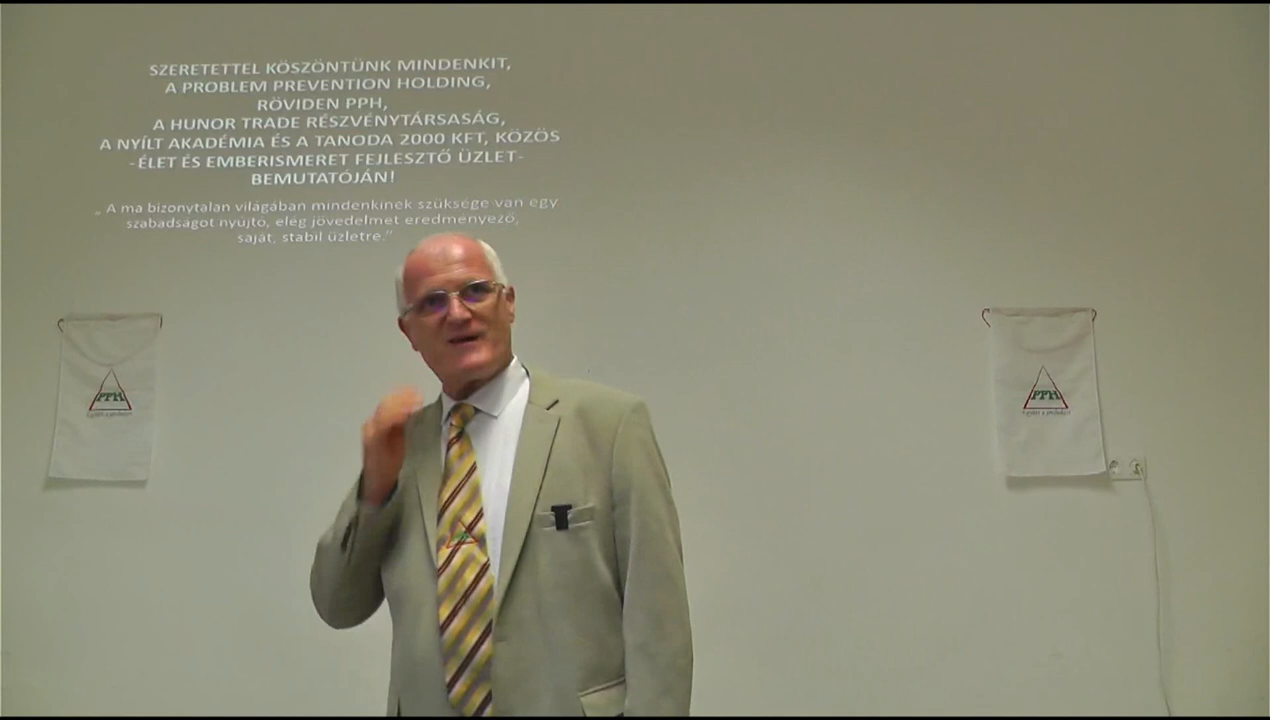 SZERETETTEL KÖSZÖNTÜNK MINDENKIT,
A PROBLEM PREVENTION HOLDING,
RÖVIDEN PPH,
A HUNOR TRADE RÉSZVÉNYTÁRSASÁG,
A NYÍLT AKADÉMIA ÉS A TANODA 2000 KFT, KÖZÖS
-ÉLET ÉS EMBERISMERET FEJLESZTŐ ÜZLET-
BEMUTATÓJÁN!
„ A ma bizonytalan világában mindenkinek szüksége van egy
szabadságot nyújtó, elég jövedelmet eredményező,
saját, stabil üzletre.”
PPH
PPH